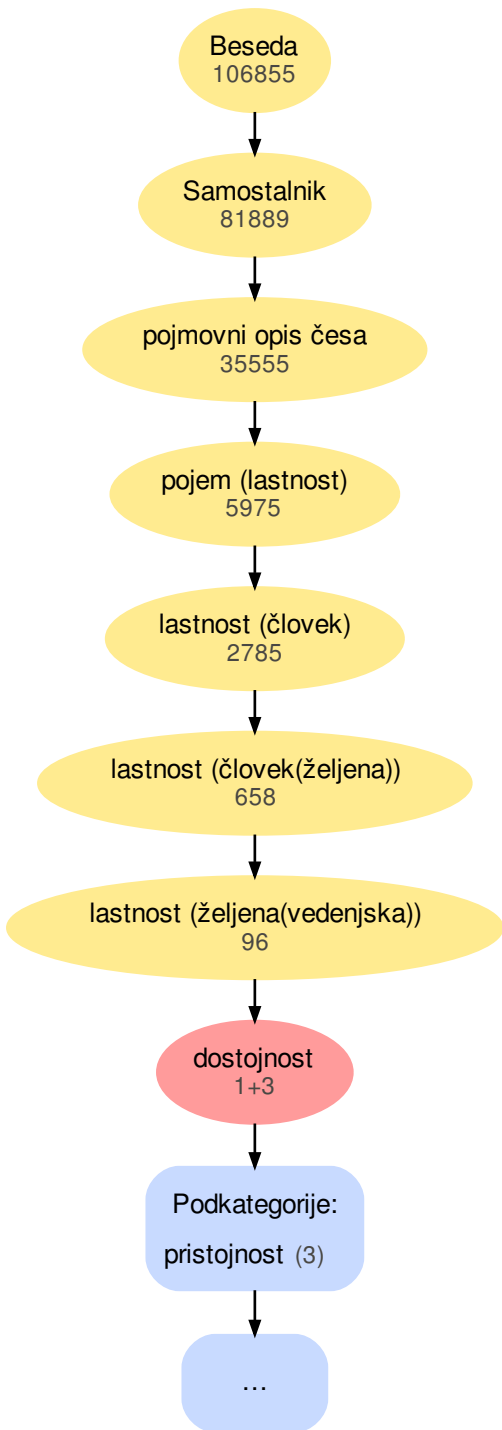 Beseda
106855
Samostalnik
81889
pojmovni opis česa
35555
pojem (lastnost)
5975
lastnost (človek)
2785
lastnost (človek(željena))
658
lastnost (željena(vedenjska))
96
dostojnost
1+3
Podkategorije:
pristojnost (3)
...